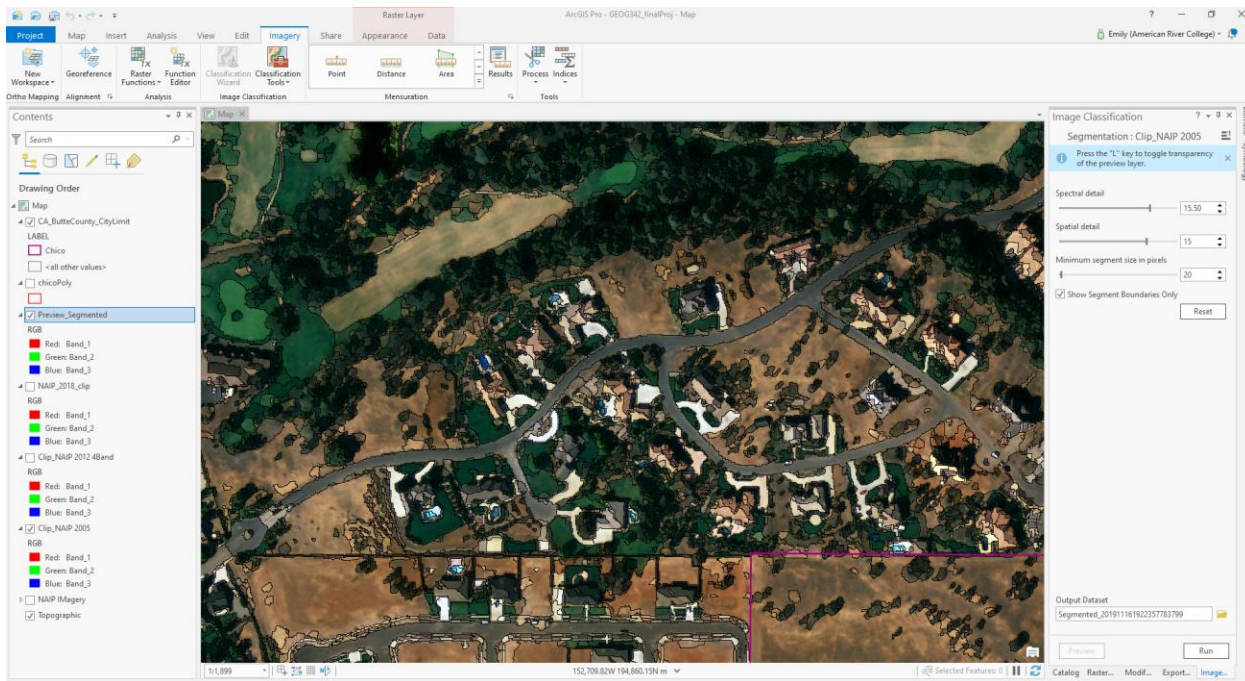 Raster Layer
ArcGIS Pro - GEOG342_finalProj - Map
?
Project Map Insert Analysis View Edit Imagery Share Appearance Data
Emily (American River College)
New Workspace
Georeference
Raster Functions
Function Editor
Classification Wizard
Classification Tools
Point
Distance
Area
Results
Process
Indices
Ortho Mapping
Alignment
Analysis
Image Classification
Mensuration
Tools
Contents
Search
Drawing Order
Map
CA_ButteCounty_CityLimit
LABEL
Chico
<all other values>
chicoPoly
Preview_Segmented
RGB
Red: Band_1
Green: Band_2
Blue: Band_3
NAIP_2018_clip
RGB
Red: Band_1
Green: Band_2
Blue: Band_3
Clip_NAIP 2012 4Band
RGB
Red: Band_1
Green: Band_2
Blue: Band_3
Clip_NAIP 2005
RGB
Red: Band_1
Green: Band_2
Blue: Band_3
NAIP IMagery
Topographic
Map
1:1,899
152,709.82W 194,860.15N m
Selected Features: 0
Image Classification
?
Segmentation : Clip_NAIP 2005
Press the "L" key to toggle transparency
of the preview layer.
Spectral detail
15.50
Spatial detail
15
Minimum segment size in pixels
20
Show Segment Boundaries Only
Reset
Output Dataset
Segmented_201911161922357783799
Preview
Run
Catalog Raster... Modif... Export... Image...